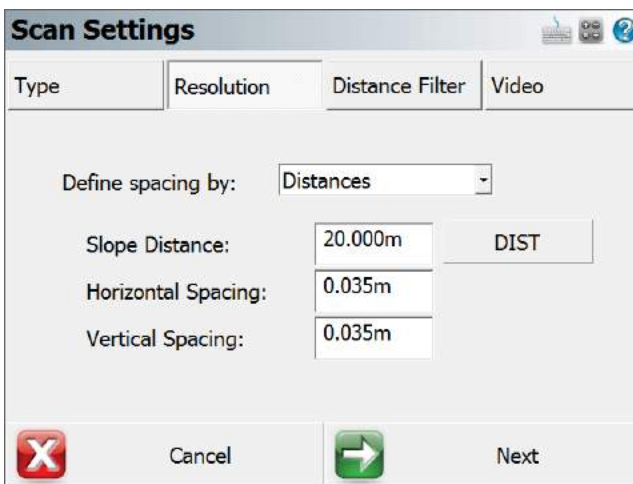 Scan Settings
Type Resolution Distance Filter Video
Define spacing by: Distances
Slope Distance: 20.000m DIST
Horizontal Spacing: 0.035m
Vertical Spacing: 0.035m
Cancel Next